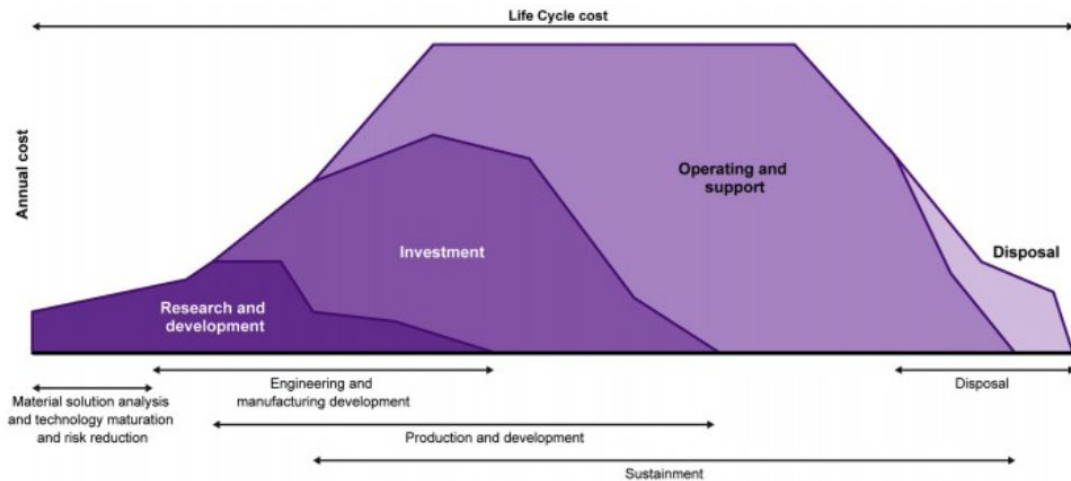 Life Cycle cost
Annual cost
Operating and
support
Investment
Disposal
Research and
development
Material solution analysis
and technology maturation
and risk reduction
Engineering and
manufacturing development
Disposal
Production and development
Sustainment